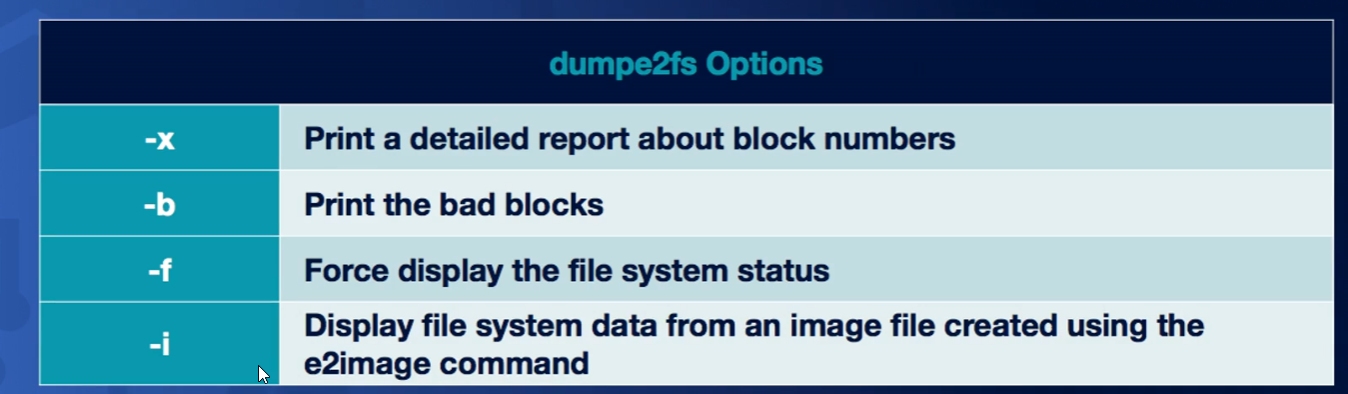 dumpe2fs Options
-x Print a detailed report about block numbers
-b Print the bad blocks
-f Force display the file system status
-i Display file system data from an image file created using the
e2image command